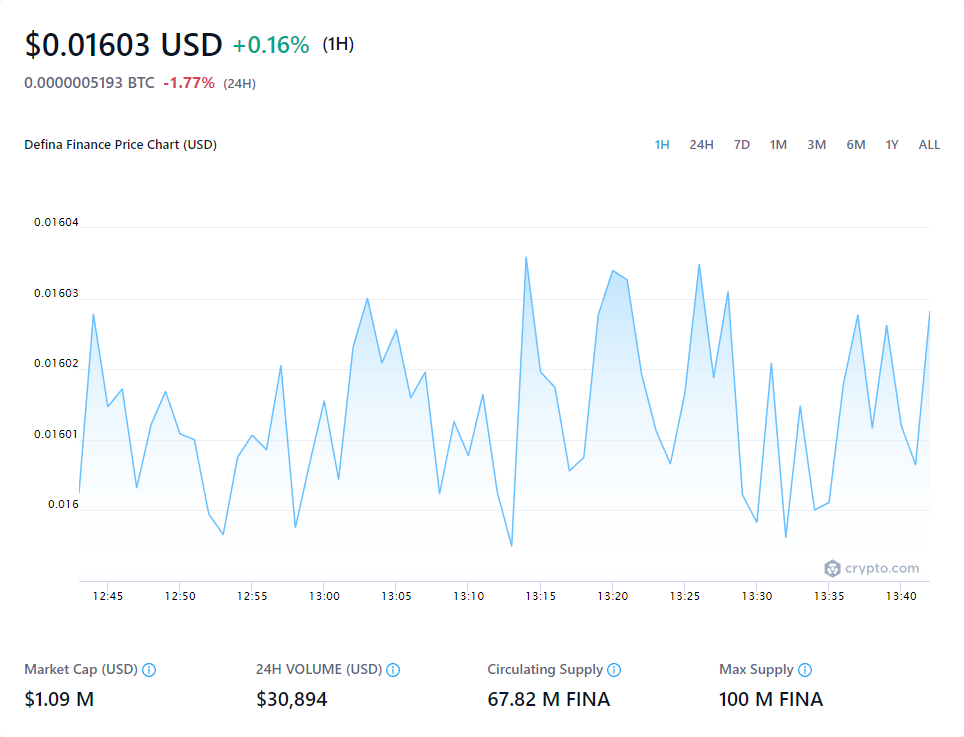 $0.01603 USD +0.16% (1H)
0.0000005193 BTC -1.77% (24H)
Defina Finance Price Chart (USD) 1H 24H 7D 1M 3M 6M 1Y ALL
0.01604
0.01603
0.01602
0.01601
0.016
crypto.com
12:45 12:50 12:55 13:00 13:05 13:10 13:15 13:20 13:25 13:30 13:35 13:40
Market Cap (USD) 24H VOLUME (USD) Circulating Supply Max Supply
$1.09 M $30,894 67.82 M FINA 100 M FINA